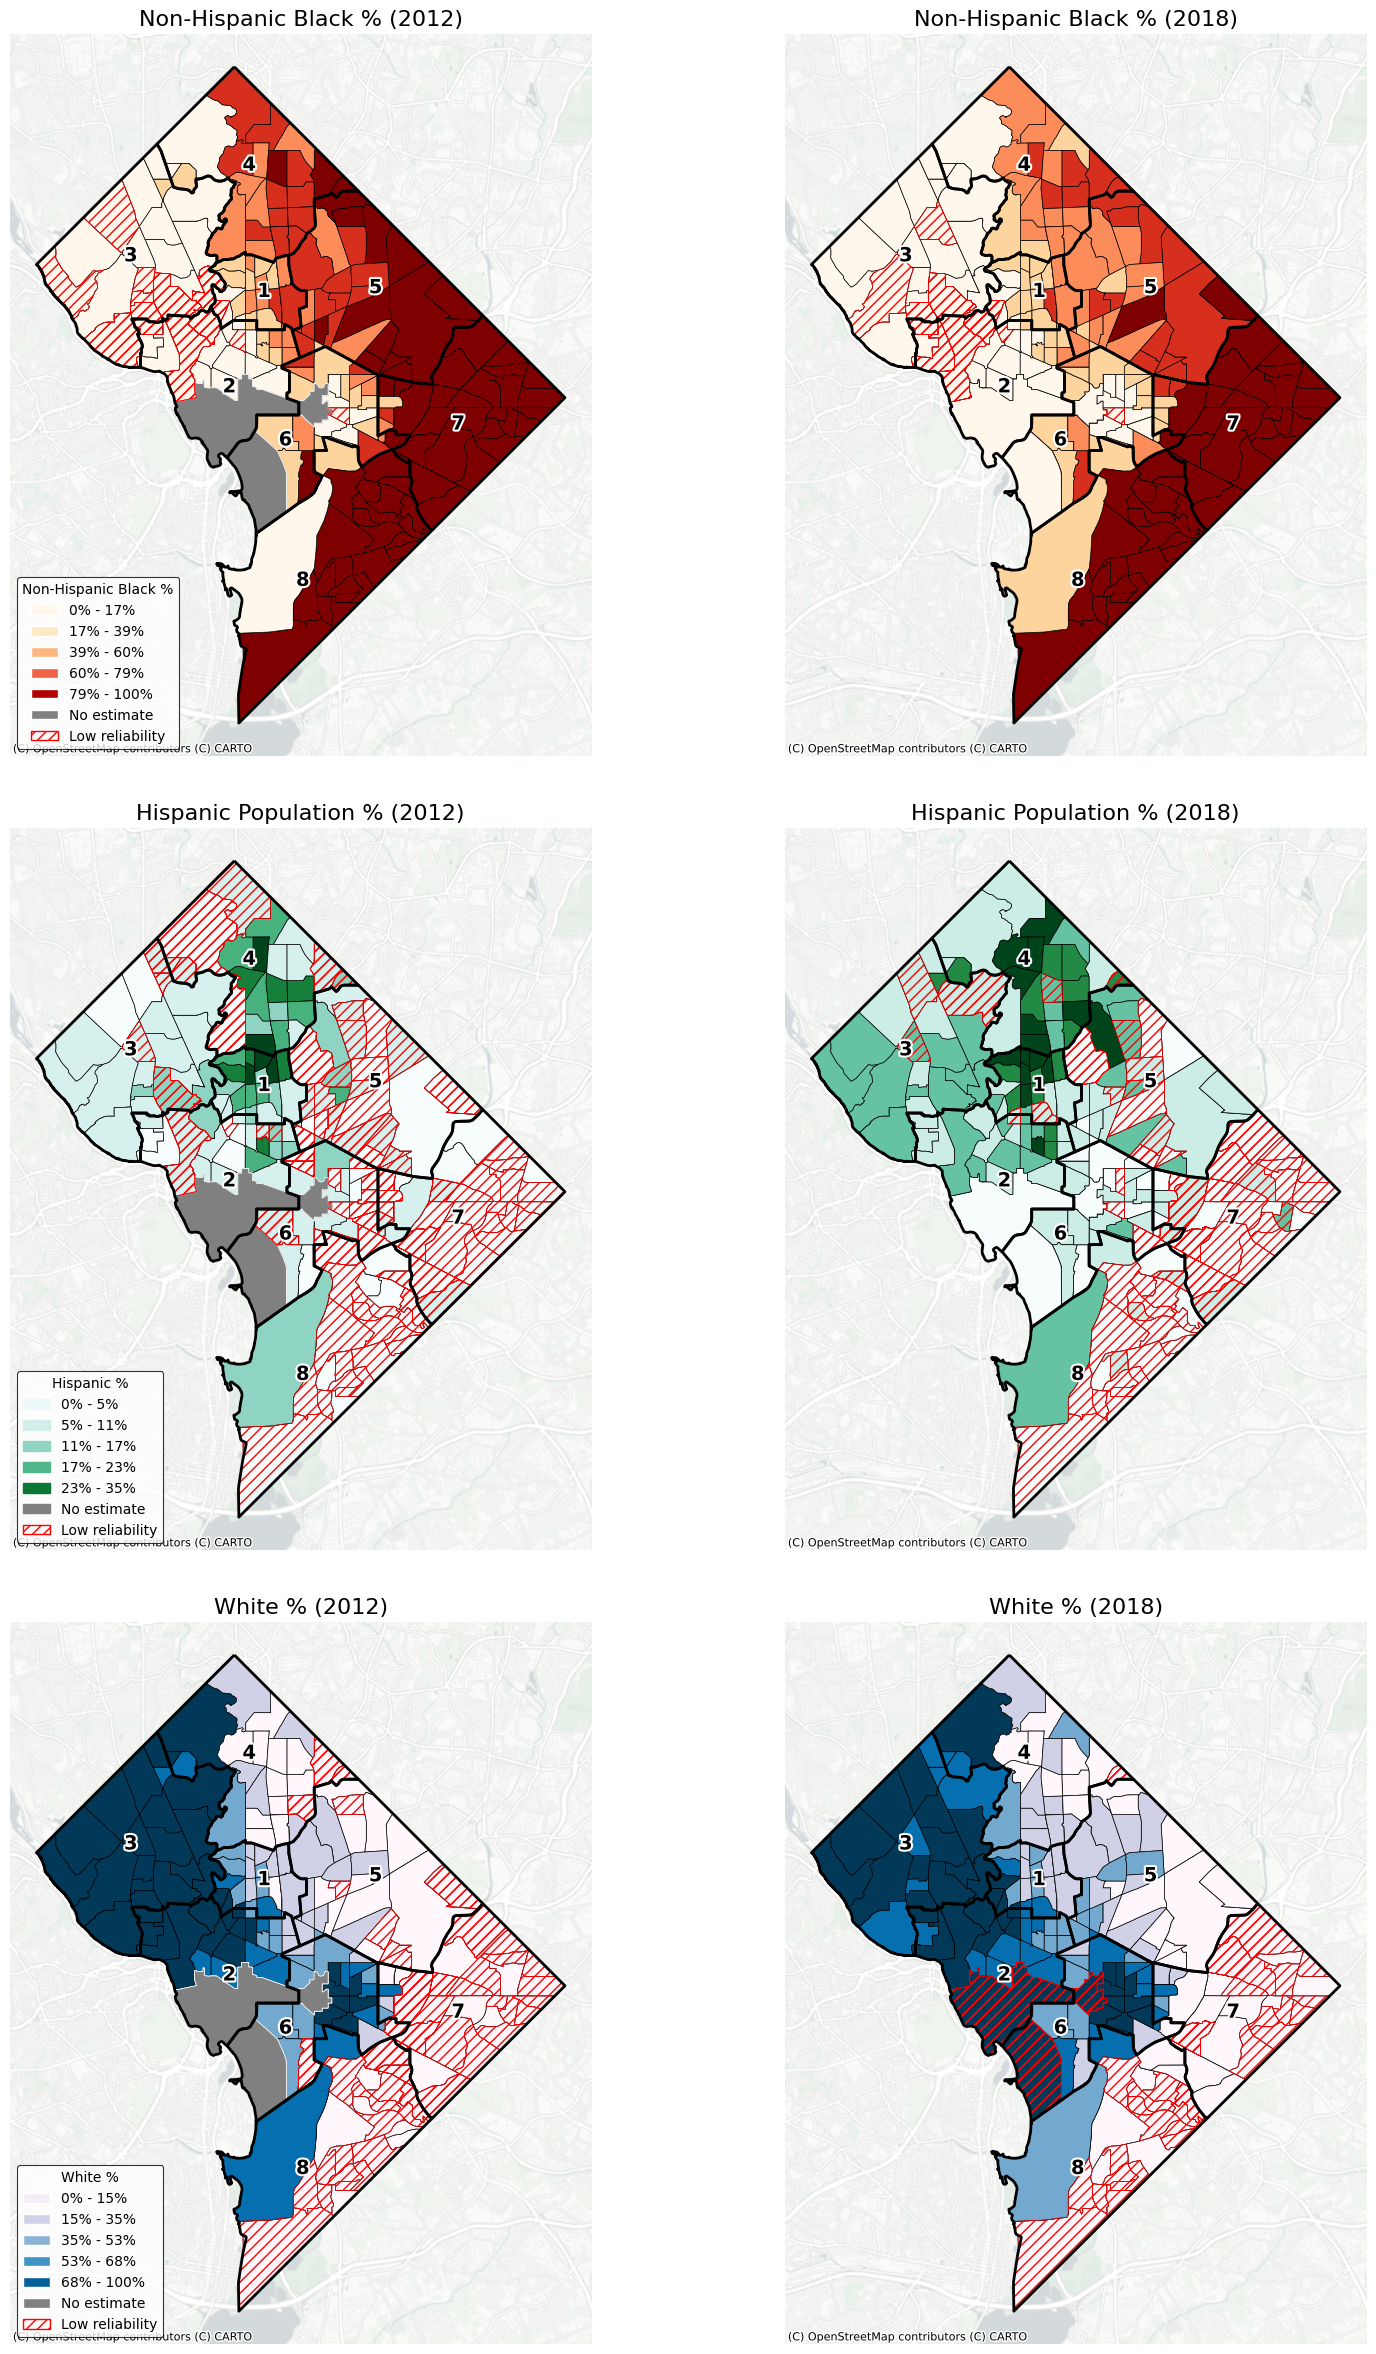 Non-Hispanic Black % (2012)
Non-Hispanic Black % (2018)
4
3
1
5
2
7
6
8
4
3
1
5
2
7
6
8
Non-Hispanic Black %
0% - 17%
17% - 39%
39% - 60%
60% - 79%
79% - 100%
No estimate
Low reliability
(C) OpenStreetMap contributors (C) CARTO
(C) OpenStreetMap contributors (C) CARTO
Hispanic Population % (2012)
Hispanic Population % (2018)
4
3
1
5
2
7
6
8
4
3
1
5
2
7
6
8
Hispanic %
0% - 5%
5% - 11%
11% - 17%
17% - 23%
23% - 35%
No estimate
Low reliability
(C) OpenStreetMap contributors (C) CARTO
(C) OpenStreetMap contributors (C) CARTO
White % (2012)
White % (2018)
4
3
1
5
2
7
6
8
4
3
1
5
2
7
6
8
White %
0% - 15%
15% - 35%
35% - 53%
53% - 68%
68% - 100%
No estimate
Low reliability
(C) OpenStreetMap contributors (C) CARTO
(C) OpenStreetMap contributors (C) CARTO